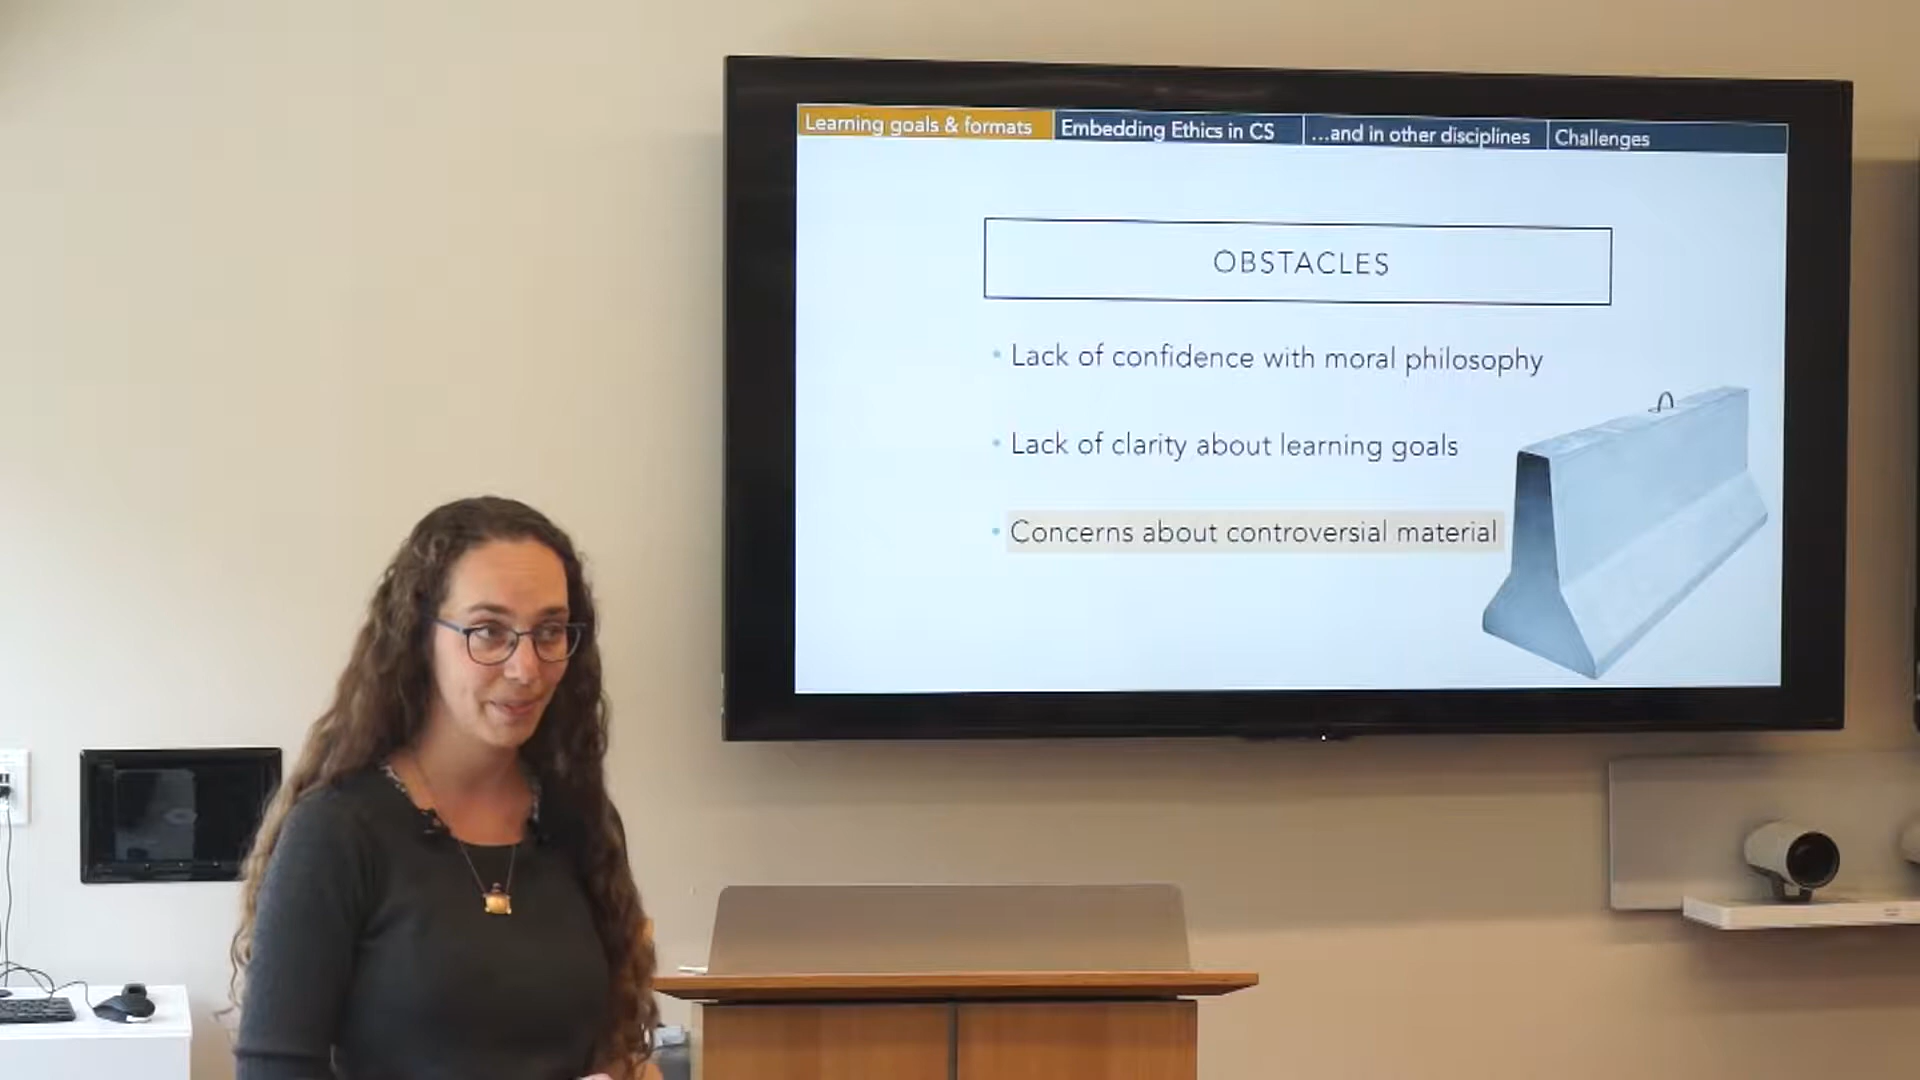 Learning goals & formats
Embedding Ethics in CS
...and in other disciplines
Challenges
OBSTACLES
• Lack of confidence with moral philosophy
• Lack of clarity about learning goals
• Concerns about controversial material